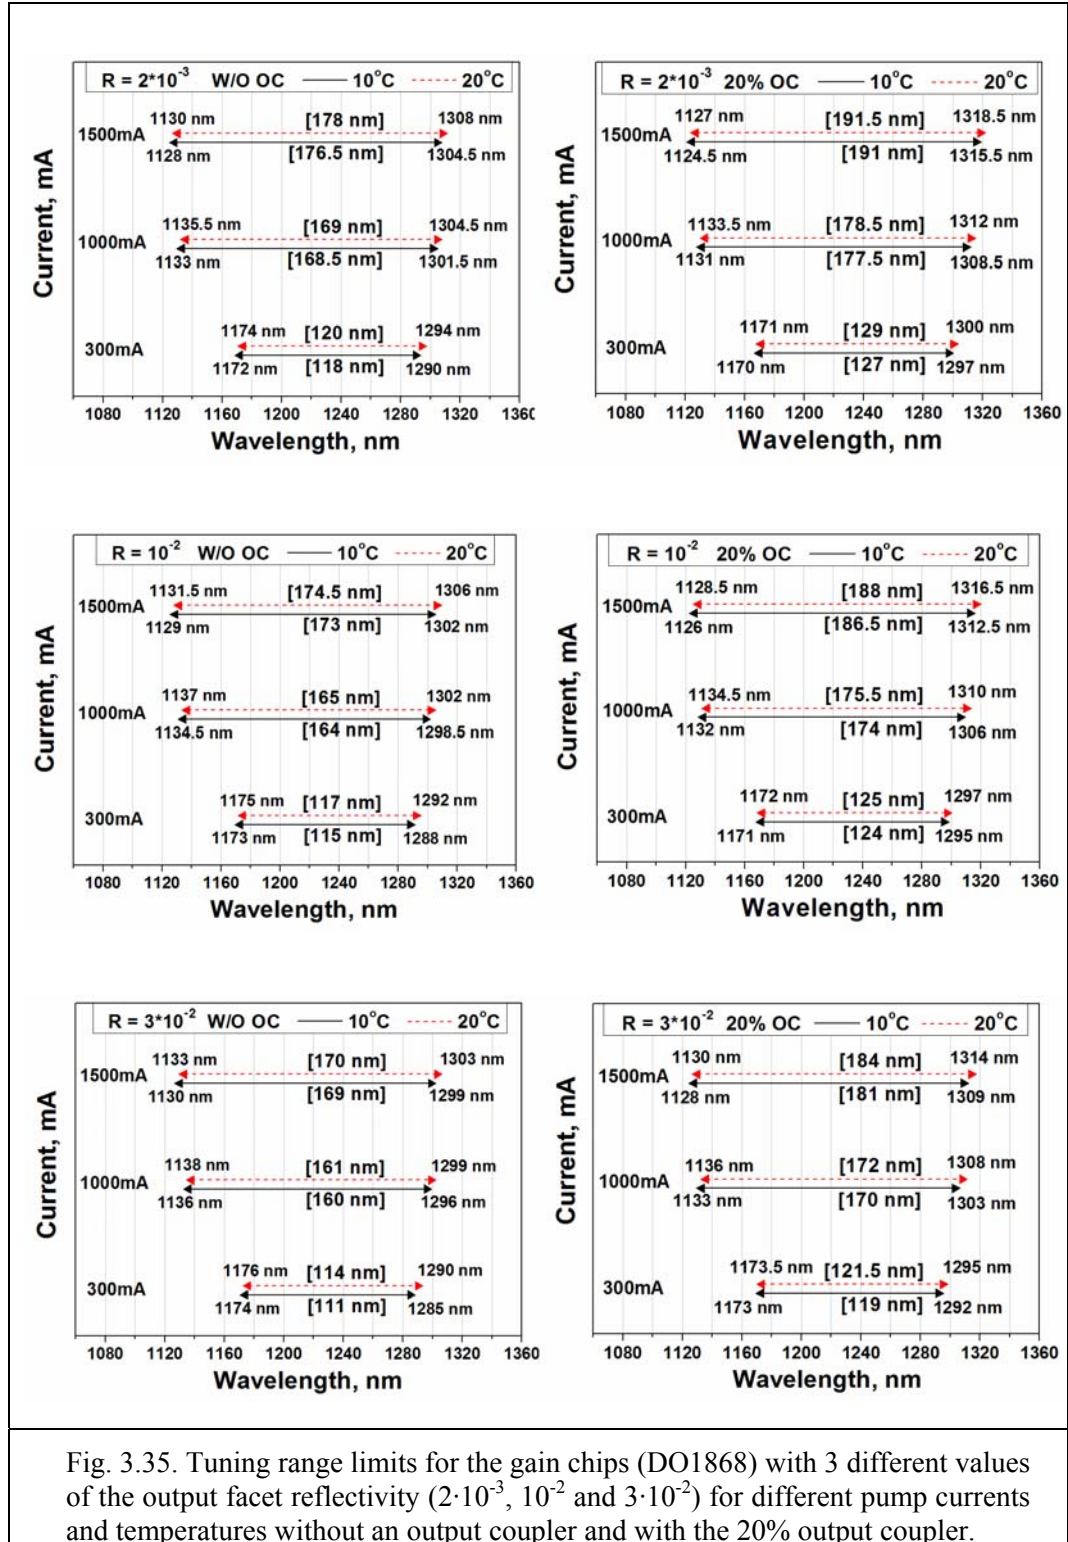 R = 2*10⁻³ W/O OC 10°C 20°C
1130 nm [178 nm] 1308 nm
1500mA
1128 nm [176.5 nm] 1304.5 nm
1135.5 nm [169 nm] 1304.5 nm
1000mA
1133 nm [168.5 nm] 1301.5 nm
1174 nm [120 nm] 1294 nm
300mA
1172 nm [118 nm] 1290 nm
Current, mA
1080 1120 1160 1200 1240 1280 1320 1360
Wavelength, nm
R = 2*10⁻³ 20% OC 10°C 20°C
1127 nm [191.5 nm] 1318.5 nm
1500mA
1124.5 nm [191 nm] 1315.5 nm
1133.5 nm [178.5 nm] 1312 nm
1000mA
1131 nm [177.5 nm] 1308.5 nm
1171 nm [129 nm] 1300 nm
300mA
1170 nm [127 nm] 1297 nm
Current, mA
1080 1120 1160 1200 1240 1280 1320 1360
Wavelength, nm
R = 10⁻² W/O OC 10°C 20°C
1131.5 nm [174.5 nm] 1306 nm
1500mA
1129 nm [173 nm] 1302 nm
1137 nm [165 nm] 1302 nm
1000mA
1134.5 nm [164 nm] 1298.5 nm
1175 nm [117 nm] 1292 nm
300mA
1173 nm [115 nm] 1288 nm
Current, mA
1080 1120 1160 1200 1240 1280 1320 1360
Wavelength, nm
R = 10⁻² 20% OC 10°C 20°C
1128.5 nm [188 nm] 1316.5 nm
1500mA
1126 nm [186.5 nm] 1312.5 nm
1134.5 nm [175.5 nm] 1310 nm
1000mA
1132 nm [174 nm] 1306 nm
1172 nm [125 nm] 1297 nm
300mA
1171 nm [124 nm] 1295 nm
Current, mA
1080 1120 1160 1200 1240 1280 1320 1360
Wavelength, nm
R = 3*10⁻² W/O OC 10°C 20°C
1133 nm [170 nm] 1303 nm
1500mA
1130 nm [169 nm] 1299 nm
1138 nm [161 nm] 1299 nm
1000mA
1136 nm [160 nm] 1296 nm
1176 nm [114 nm] 1290 nm
300mA
1174 nm [111 nm] 1285 nm
Current, mA
1080 1120 1160 1200 1240 1280 1320 1360
Wavelength, nm
R = 3*10⁻² 20% OC 10°C 20°C
1130 nm [184 nm] 1314 nm
1500mA
1128 nm [181 nm] 1309 nm
1136 nm [172 nm] 1308 nm
1000mA
1133 nm [170 nm] 1303 nm
1173.5 nm [121.5 nm] 1295 nm
300mA
1173 nm [119 nm] 1292 nm
Current, mA
1080 1120 1160 1200 1240 1280 1320 1360
Wavelength, nm
Fig. 3.35. Tuning range limits for the gain chips (DO1868) with 3 different values
of the output facet reflectivity (2·10⁻³, 10⁻² and 3·10⁻²) for different pump currents
and temperatures without an output coupler and with the 20% output coupler.